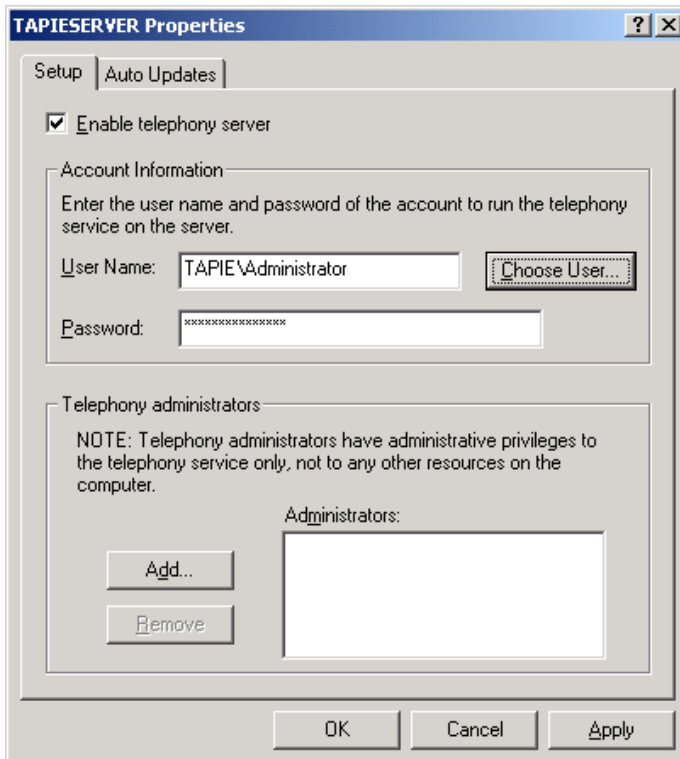 TAPIESERVER Properties
Setup
Auto Updates
Enable telephony server
Account Information
Enter the user name and password of the account to run the telephony
service on the server.
User Name:
TAPIE\Administrator
Choose User...
Password:
***************
Telephony administrators
NOTE: Telephony administrators have administrative privileges to
the telephony service only, not to any other resources on the
computer.
Administrators:
Add...
Remove
OK
Cancel
Apply